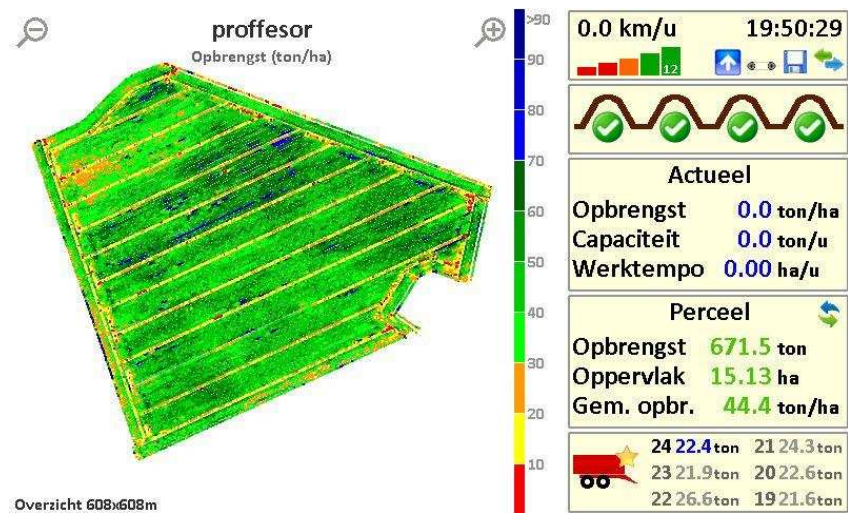 proffesor
Opbrengst (ton/ha)
>90
90
80
70
60
50
40
30
20
10
Overzicht 608x608m
0.0 km/u 19:50:29
12
Actueel
Opbrengst 0.0 ton/ha
Capaciteit 0.0 ton/u
Werktempo 0.00 ha/u
Perceel
Opbrengst 671.5 ton
Oppervlak 15.13 ha
Gem. opbr. 44.4 ton/ha
24 22.4 ton 21 24.3 ton
23 21.9 ton 20 22.6 ton
22 26.6 ton 19 21.6 ton